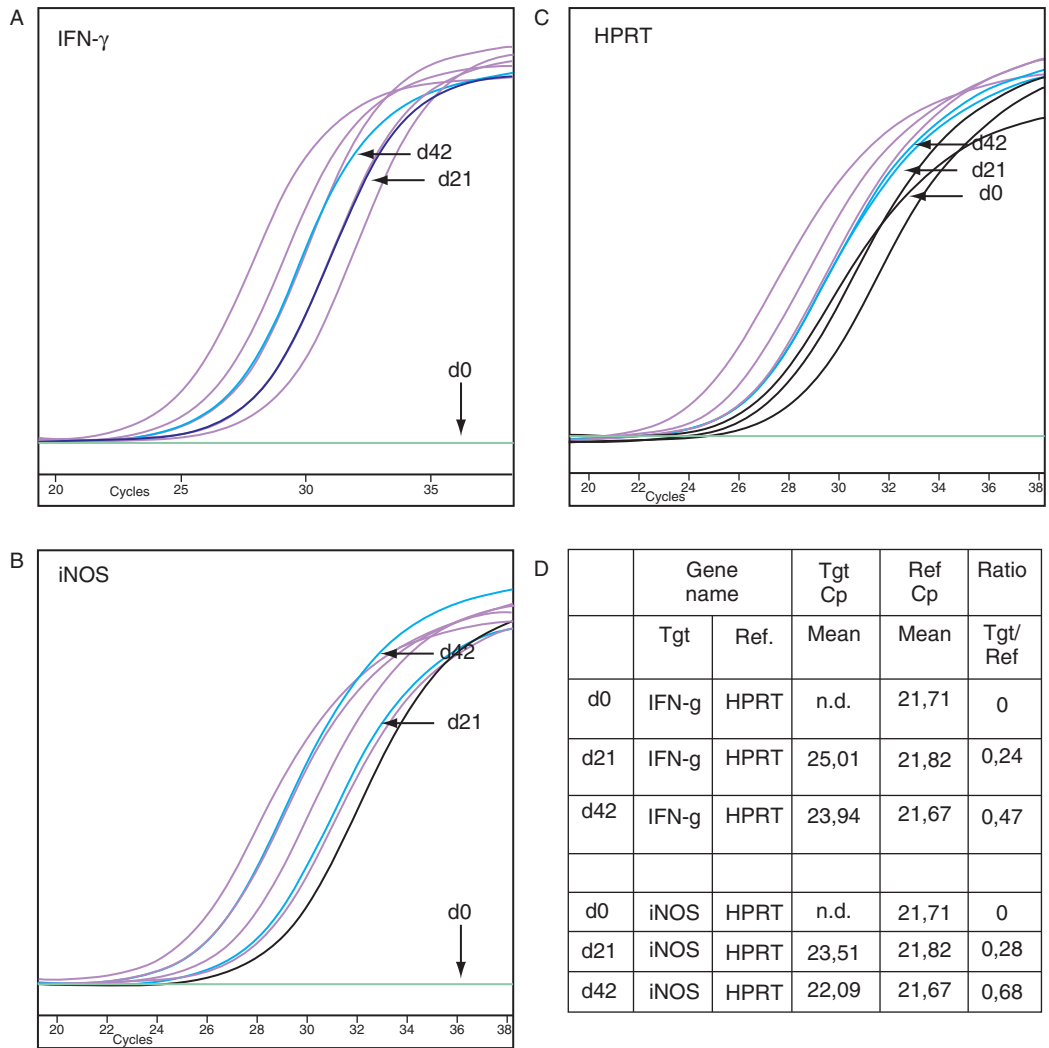 A
IFN-γ
d42
d21
d0
20 25 30 35
Cycles
B
iNOS
d42
d21
d0
20 22 24 26 28 30 32 34 36 38
Cycles
C
HPRT
d42
d21
d0
20 22 24 26 28 30 32 34 36 38
Cycles
D
Gene name Tgt Cp Ref Cp Ratio
Tgt Ref. Mean Mean Tgt/ Ref
d0 IFN-g HPRT n.d. 21,71 0
d21 IFN-g HPRT 25,01 21,82 0,24
d42 IFN-g HPRT 23,94 21,67 0,47
d0 iNOS HPRT n.d. 21,71 0
d21 iNOS HPRT 23,51 21,82 0,28
d42 iNOS HPRT 22,09 21,67 0,68